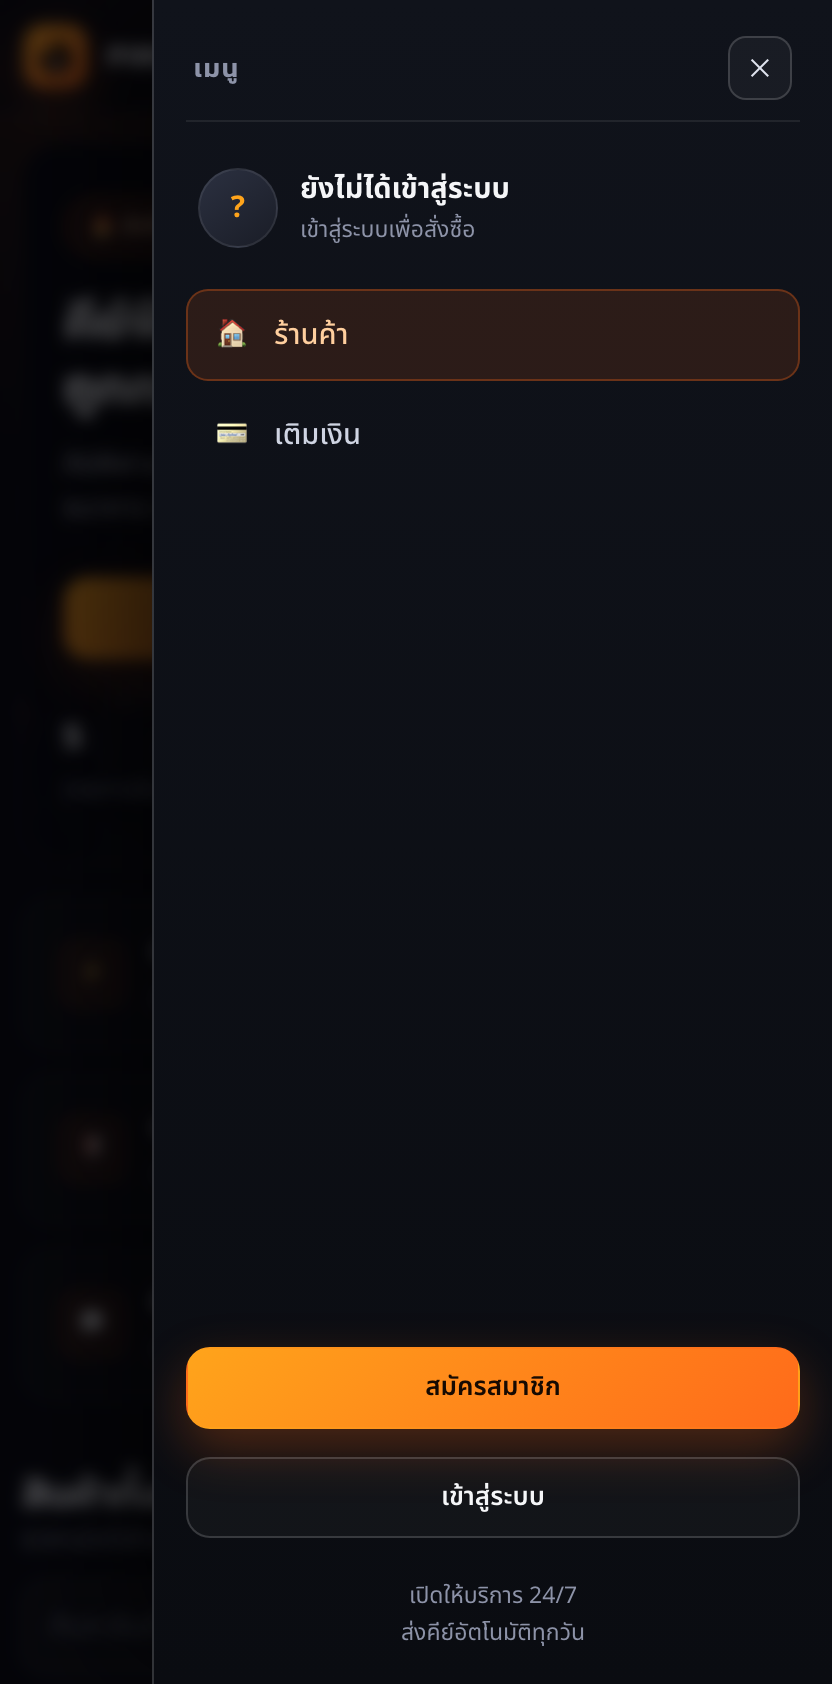 เมนู
?
ยังไม่ได้เข้าสู่ระบบ
เข้าสู่ระบบเพื่อสั่งซื้อ
ร้านค้า
เติมเงิน
สมัครสมาชิก
เข้าสู่ระบบ
เปิดให้บริการ 24/7
ส่งคีย์อัตโนมัติทุกวัน